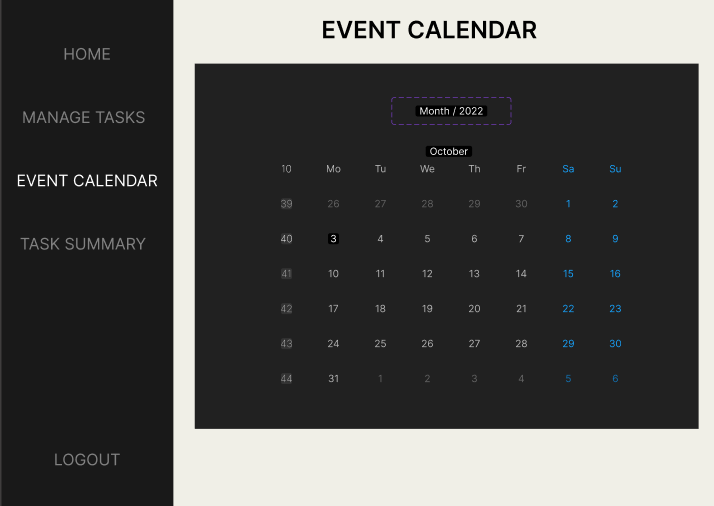 HOME
MANAGE TASKS
EVENT CALENDAR
TASK SUMMARY
LOGOUT
EVENT CALENDAR
Month / 2022
October
10 Mo Tu We Th Fr Sa Su
39 26 27 28 29 30 1 2
40 3 4 5 6 7 8 9
41 10 11 12 13 14 15 16
42 17 18 19 20 21 22 23
43 24 25 26 27 28 29 30
44 31 1 2 3 4 5 6